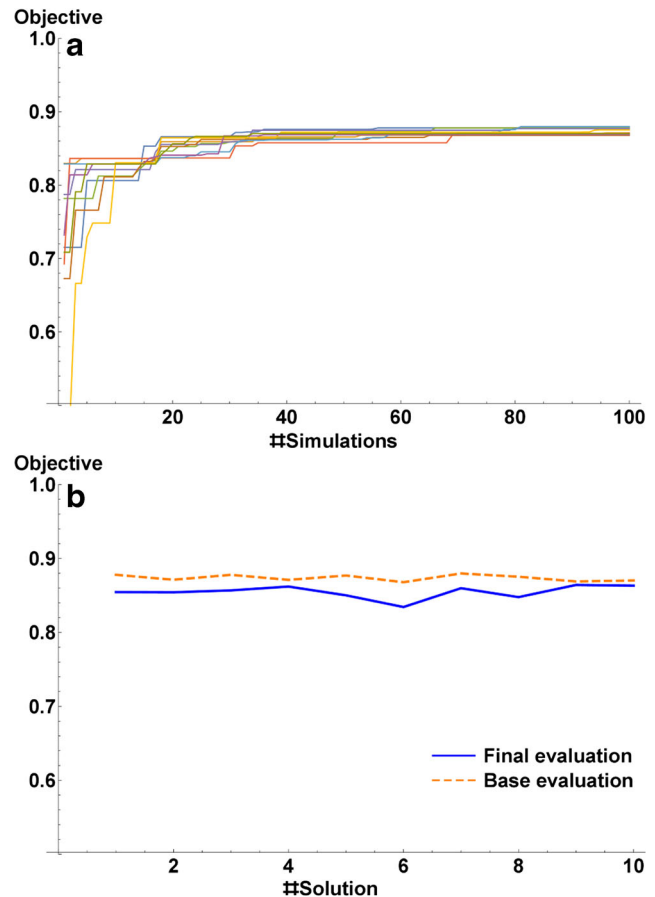 Objective
1.0
a
0.9
0.8
0.7
0.6
20 40 60 80 100
#Simulations
Objective
1.0
b
0.9
0.8
0.7
0.6
Final evaluation
Base evaluation
2 4 6 8 10
#Solution